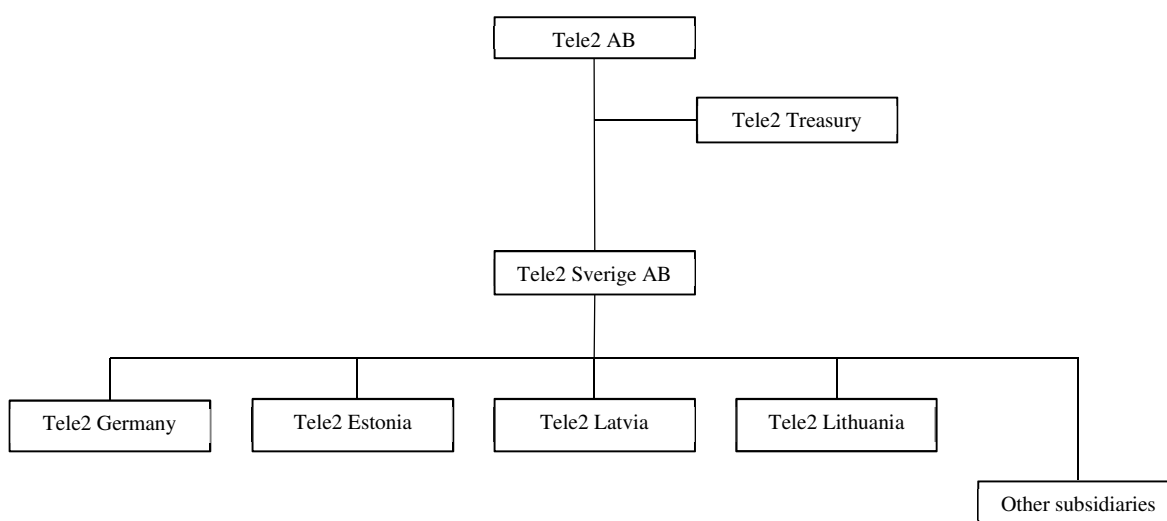 Tele2 AB
Tele2 Treasury
Tele2 Sverige AB
Tele2 Germany
Tele2 Estonia
Tele2 Latvia
Tele2 Lithuania
Other subsidiaries